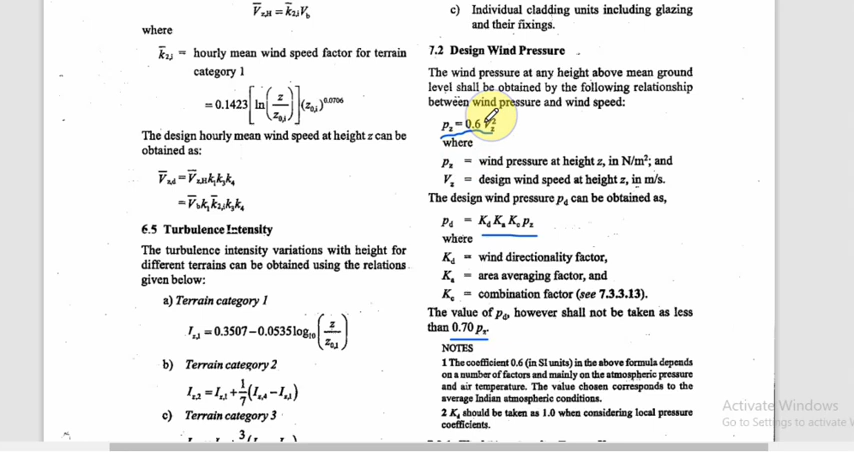 V̄z,H = k̄2,i Vb
where
k̄2,i = hourly mean wind speed factor for terrain
category 1
= 0.1423 [ln(z/z0,i)] (z0,i)^0.0706
The design hourly mean wind speed at height z can be
obtained as:
V̄z,d = V̄z,H k1 k3 k4
= Vb k1 k̄2,i k3 k4
6.5 Turbulence Intensity
The turbulence intensity variations with height for
different terrains can be obtained using the relations
given below:
a) Terrain category 1
Iz,1 = 0.3507 – 0.0535 log10 (z/z0,1)
b) Terrain category 2
Iz,2 = Iz,1 + 1/7 (Iz,4 – Iz,1)
c) Terrain category 3
c) Individual cladding units including glazing
and their fixings.
7.2 Design Wind Pressure
The wind pressure at any height above mean ground
level shall be obtained by the following relationship
between wind pressure and wind speed:
pz = 0.6 Vz²
where
pz = wind pressure at height z, in N/m²; and
Vz = design wind speed at height z, in m/s.
The design wind pressure pd can be obtained as,
pd = Kd Ka Kc pz
where
Kd = wind directionality factor,
Ka = area averaging factor, and
Kc = combination factor (see 7.3.3.13).
The value of pd, however shall not be taken as less
than 0.70 pz.
NOTES
1 The coefficient 0.6 (in SI units) in the above formula depends
on a number of factors and mainly on the atmospheric pressure
and air temperature. The value chosen corresponds to the
average Indian atmospheric conditions.
2 Kd should be taken as 1.0 when considering local pressure
coefficients.
Activate Windows
Go to Settings to activate